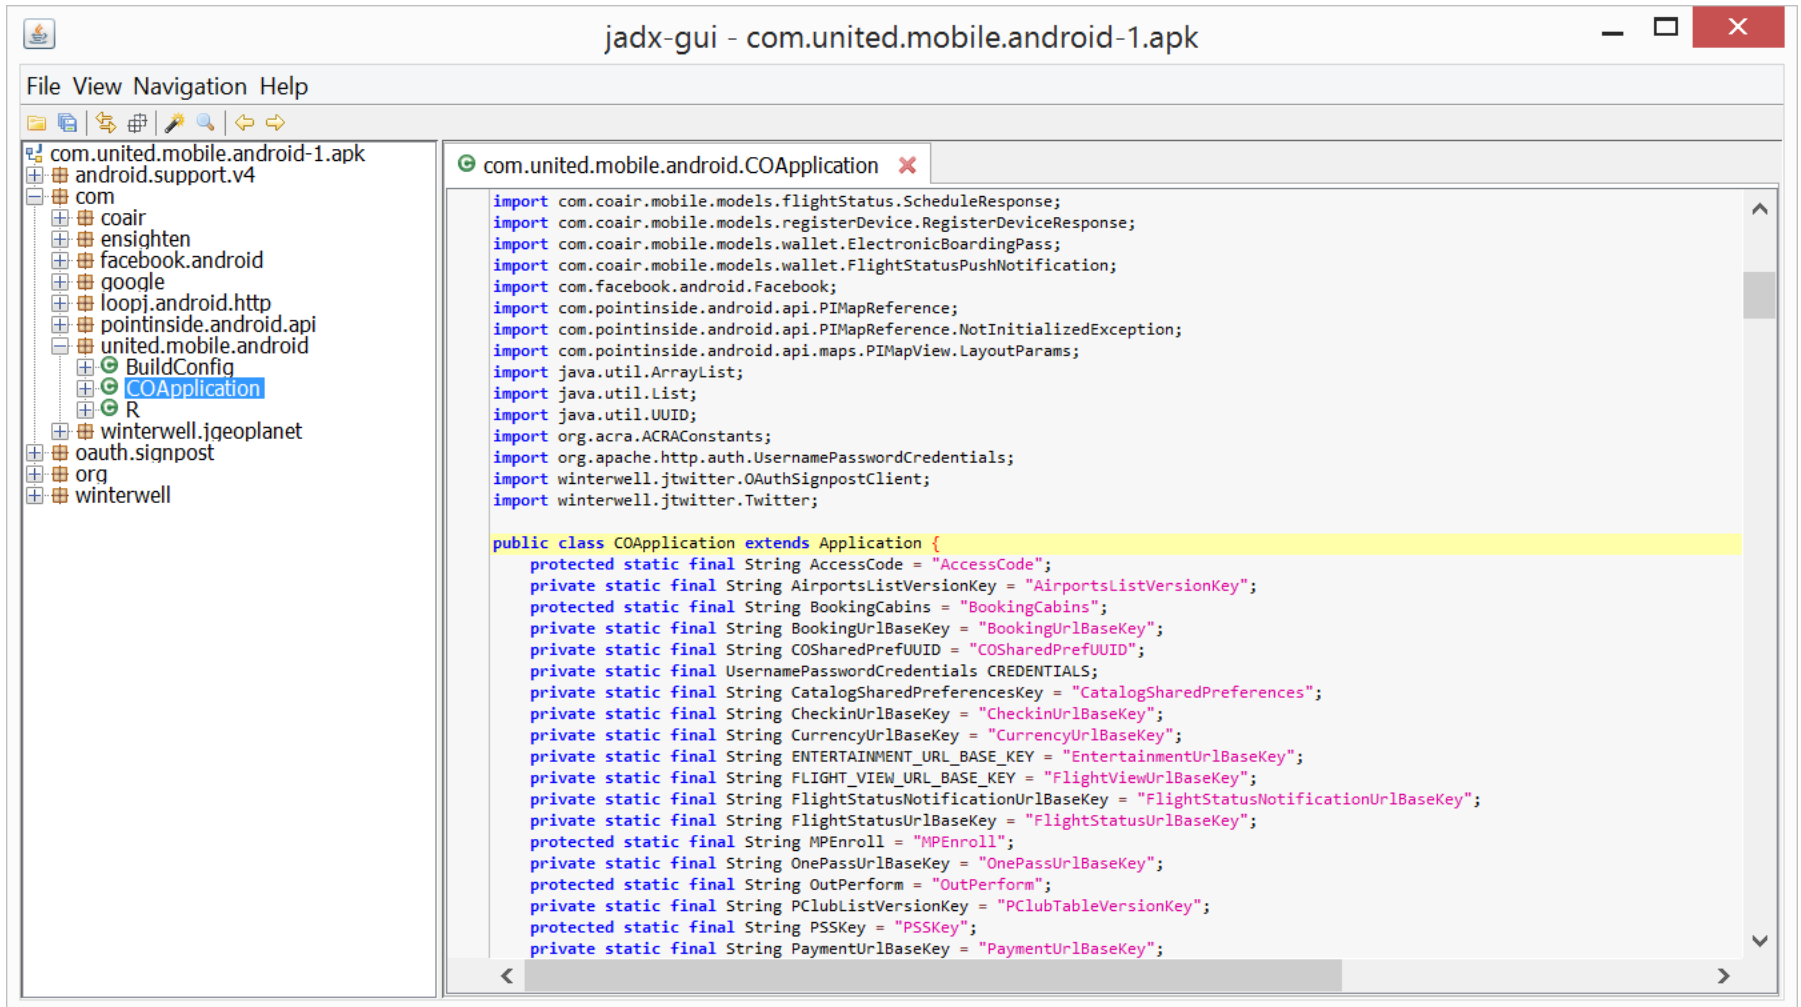 jadx-gui - com.united.mobile.android-1.apk
File View Navigation Help
com.united.mobile.android-1.apk
android.support.v4
com
coair
ensighten
facebook.android
google
loopj.android.http
pointinside.android.api
united.mobile.android
BuildConfig
COApplication
R
winterwell.jgeoplanet
oauth.signpost
org
winterwell
com.united.mobile.android.COApplication
import com.coair.mobile.models.flightStatus.ScheduleResponse;
import com.coair.mobile.models.registerDevice.RegisterDeviceResponse;
import com.coair.mobile.models.wallet.ElectronicBoardingPass;
import com.coair.mobile.models.wallet.FlightStatusPushNotification;
import com.facebook.android.Facebook;
import com.pointinside.android.api.PIMapReference;
import com.pointinside.android.api.PIMapReference.NotInitializedException;
import com.pointinside.android.api.maps.PIMapView.LayoutParams;
import java.util.ArrayList;
import java.util.List;
import java.util.UUID;
import org.acra.ACRAConstants;
import org.apache.http.auth.UsernamePasswordCredentials;
import winterwell.jtwitter.OAuthSignpostClient;
import winterwell.jtwitter.Twitter;
public class COApplication extends Application {
protected static final String AccessCode = "AccessCode";
private static final String AirportsListVersionKey = "AirportsListVersionKey";
protected static final String BookingCabins = "BookingCabins";
private static final String BookingUrlBaseKey = "BookingUrlBaseKey";
private static final String COSharedPrefUUID = "COSharedPrefUUID";
private static final UsernamePasswordCredentials CREDENTIALS;
private static final String CatalogSharedPreferencesKey = "CatalogSharedPreferences";
private static final String CheckinUrlBaseKey = "CheckinUrlBaseKey";
private static final String CurrencyUrlBaseKey = "CurrencyUrlBaseKey";
private static final String ENTERTAINMENT_URL_BASE_KEY = "EntertainmentUrlBaseKey";
private static final String FLIGHT_VIEW_URL_BASE_KEY = "FlightViewUrlBaseKey";
private static final String FlightStatusNotificationUrlBaseKey = "FlightStatusNotificationUrlBaseKey";
private static final String FlightStatusUrlBaseKey = "FlightStatusUrlBaseKey";
protected static final String MPEnroll = "MPEnroll";
private static final String OnePassUrlBaseKey = "OnePassUrlBaseKey";
protected static final String OutPerform = "OutPerform";
private static final String PClubListVersionKey = "PClubTableVersionKey";
protected static final String PSSKey = "PSSKey";
private static final String PaymentUrlBaseKey = "PaymentUrlBaseKey";